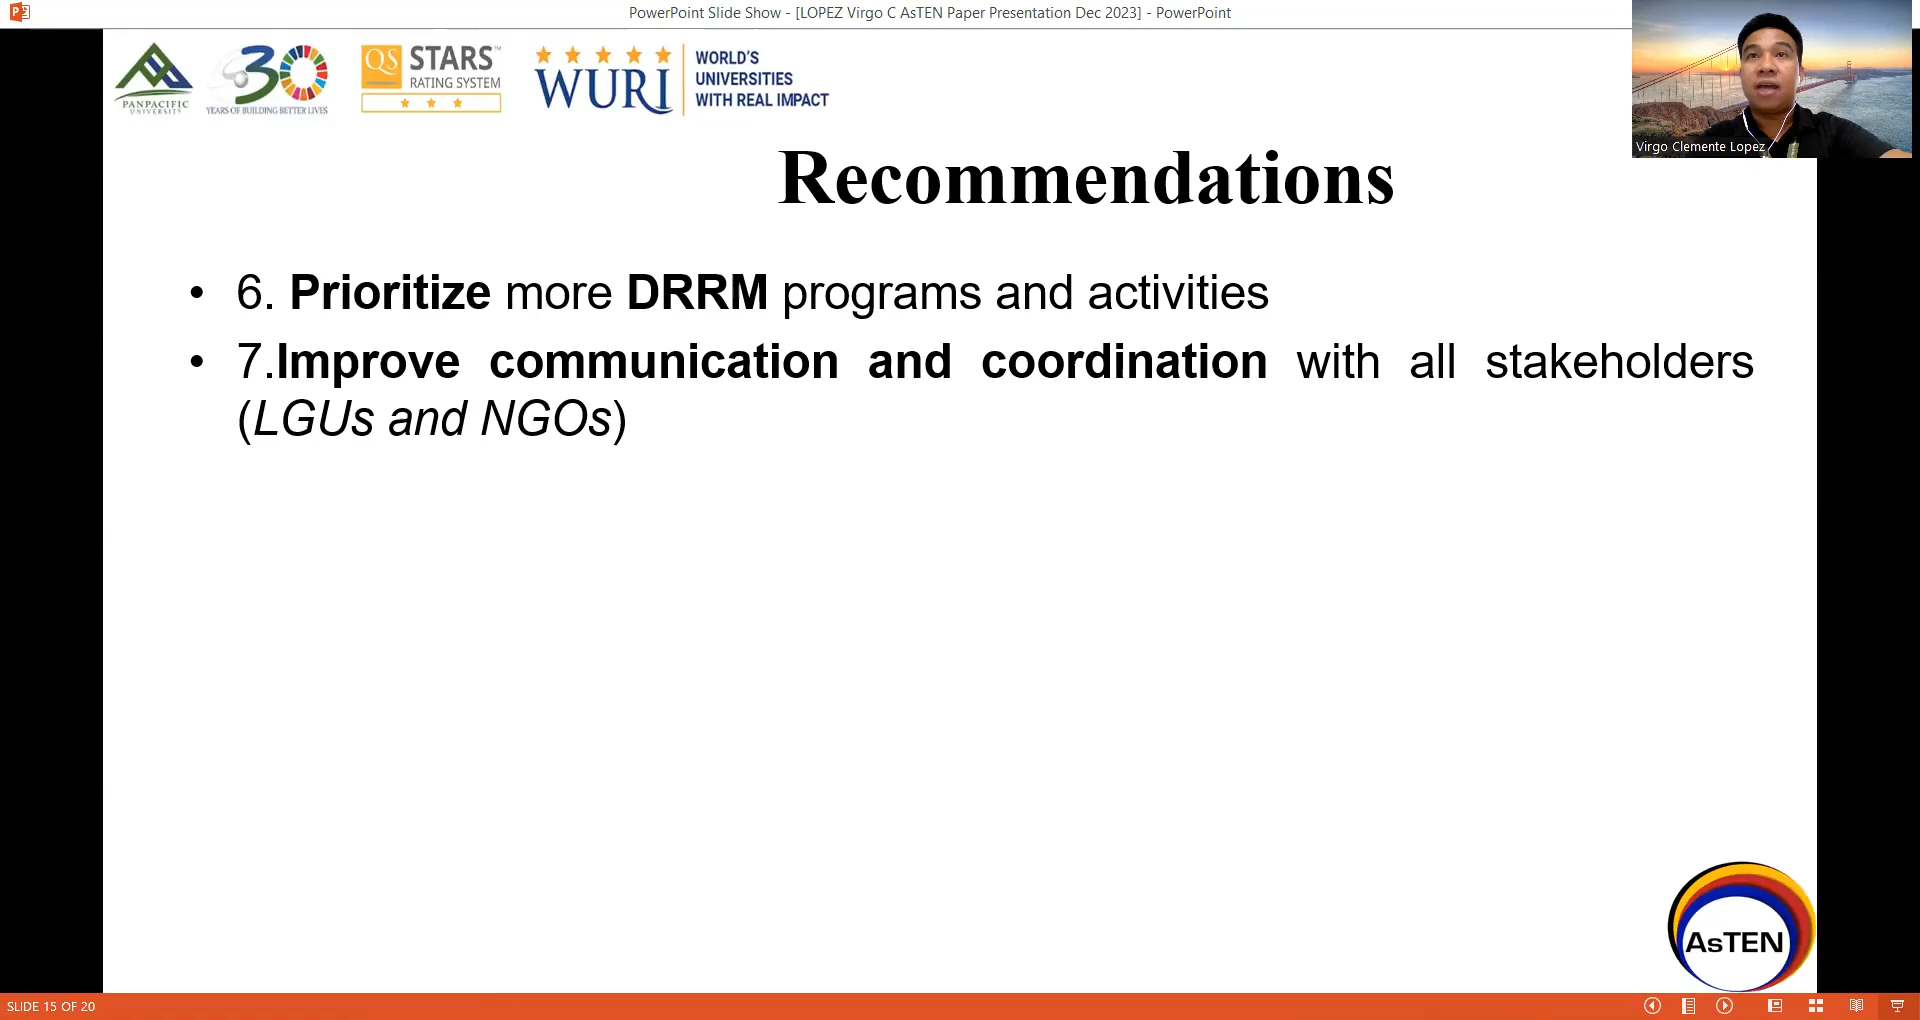 PowerPoint Slide Show - [LOPEZ Virgo C AsTEN Paper Presentation Dec 2023] - PowerPoint
PANPACIFIC
UNIVERSITY
30
YEARS OF BUILDING BETTER LIVES
QS STARS™
RATING SYSTEM
WURI
WORLD'S
UNIVERSITIES
WITH REAL IMPACT
Virgo Clemente Lopez
Recommendations
• 6. Prioritize more DRRM programs and activities
• 7.Improve communication and coordination with all stakeholders
(LGUs and NGOs)
AsTEN
SLIDE 15 OF 20